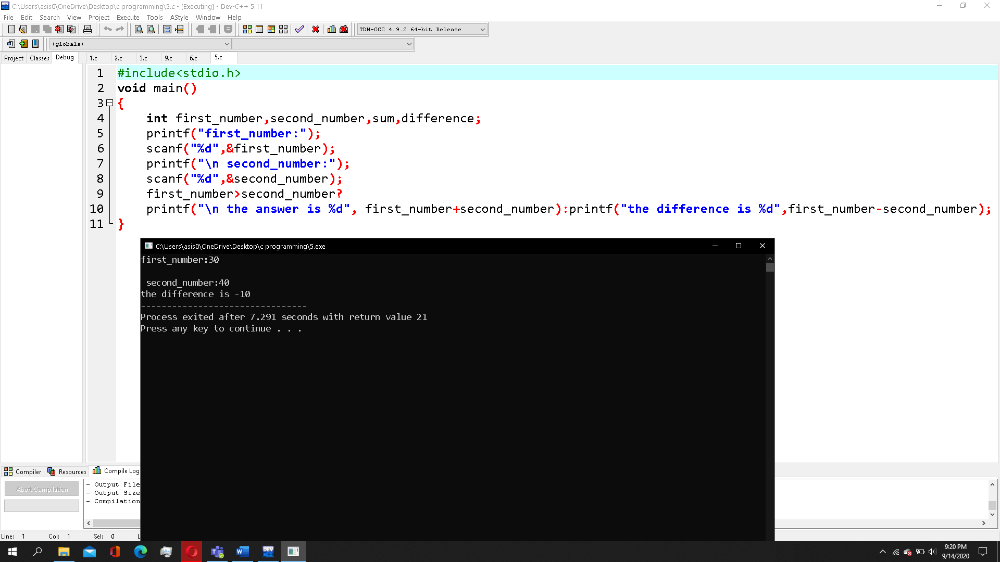 C:\Users\asis0\OneDrive\Desktop\c programming\5.c - [Executing] - Dev-C++ 5.11
File Edit Search View Project Execute Tools AStyle Window Help
TDM-GCC 4.9.2 64-bit Release
(globals)
Project Classes Debug 1.c 2.c 3.c 9.c 6.c 5.c
1 #include<stdio.h>
2 void main()
3 {
4 int first_number,second_number,sum,difference;
5 printf("first_number:");
6 scanf("%d",&first_number);
7 printf("\n second_number:");
8 scanf("%d",&second_number);
9 first_number>second_number?
10 printf("\n the answer is %d", first_number+second_number):printf("the difference is %d",first_number-second_number);
11 }
C:\Users\asis0\OneDrive\Desktop\c programming\5.exe
first_number:30
second_number:40
the difference is -10
--------------------------------
Process exited after 7.291 seconds with return value 21
Press any key to continue . . .
Compiler Resources Compile Log
Abort Compilation
- Output File
- Output Size
- Compilation
Line: 1 Col: 1 Sel: 0 L
9:20 PM
9/14/2020